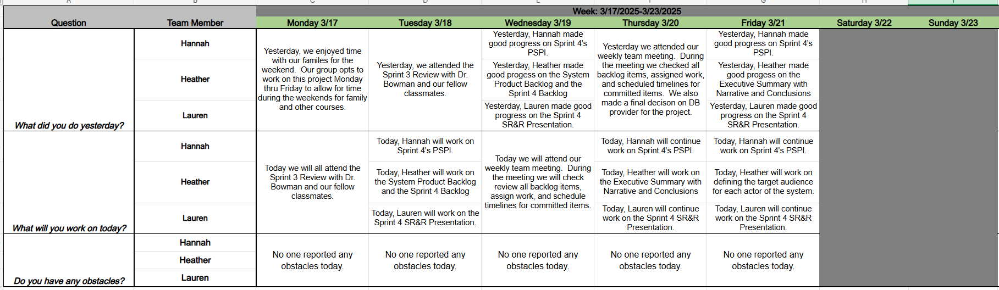 A B C D E F G H I
Week: 3/17/2025-3/23/2025
Question Team Member Monday 3/17 Tuesday 3/18 Wednesday 3/19 Thursday 3/20 Friday 3/21 Saturday 3/22 Sunday 3/23
What did you do yesterday?
Hannah
Heather
Lauren
Yesterday, we enjoyed time
with our familes for the
weekend. Our group opts to
work on this project Monday
thru Friday to allow for time
during the weekends for family
and other courses.
Yesterday, we attended the
Sprint 3 Review with Dr.
Bowman and our fellow
classmates.
Yesterday, Hannah made
good progress on Sprint 4's
PSPI.
Yesterday, Heather made
good progess on the System
Product Backlog and the
Sprint 4 Backlog
Yesterday, Lauren made good
progress on the Sprint 4
SR&R Presentation.
Yesterday we attended our
weekly team meeting. During
the meeting we checked all
backlog items, assigned work,
and scheduled timelines for
committed items. We also
made a final decison on DB
provider for the project.
Yesterday, Hannah made
good progress on Sprint 4's
PSPI.
Yesterday, Heather made
good progess on the
Executive Summary with
Narrative and Conclusions
Yesterday, Lauren made good
progress on the Sprint 4
SR&R Presentation.
What will you work on today?
Hannah
Heather
Lauren
Today we will all attend the
Sprint 3 Review with Dr.
Bowman and our fellow
classmates.
Today, Hannah will work on
Sprint 4's PSPI.
Today, Heather will work on
the System Product Backlog
and the Sprint 4 Backlog
Today, Lauren will work on the
Sprint 4 SR&R Presentation.
Today we will attend our
weekly team meeting. During
the meeting we will check
review all backlog items,
assign work, and schedule
timelines for committed items.
Today, Hannah will continue
work on Sprint 4's PSPI.
Today, Heather will work on
the Executive Summary with
Narrative and Conclusions
Today, Lauren will continue
work on the Sprint 4 SR&R
Presentation.
Today, Hannah will continue
work on Sprint 4's PSPI.
Today, Heather will work on
defining the target audience
for each actor of the system.
Today, Lauren will continue
work on the Sprint 4 SR&R
Presentation.
Do you have any obstacles?
Hannah
Heather
Lauren
No one reported any
obstacles today.
No one reported any
obstacles today.
No one reported any
obstacles today.
No one reported any
obstacles today.
No one reported any
obstacles today.